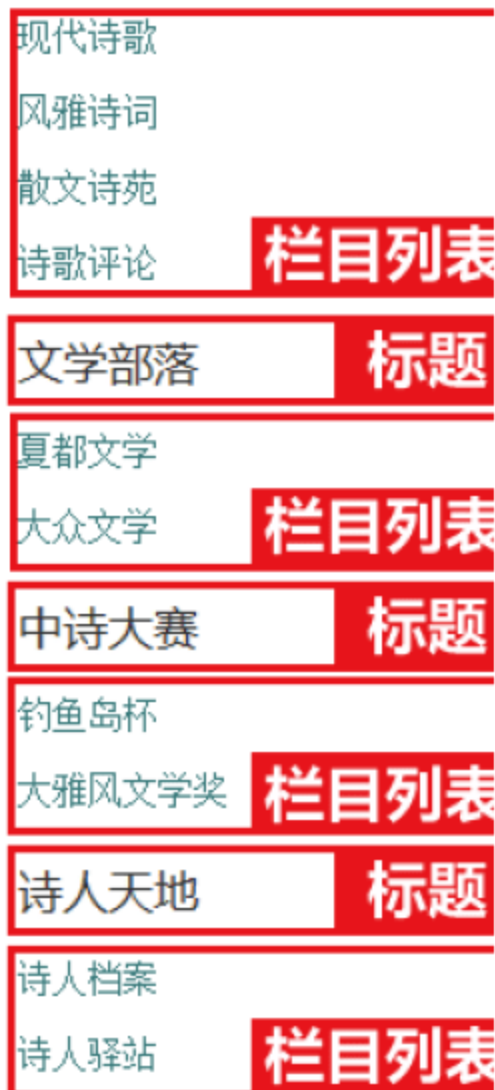 现代诗歌
风雅诗词
散文诗苑
诗歌评论
栏目列表
文学部落
标题
夏都文学
大众文学
栏目列表
中诗大赛
标题
钓鱼岛杯
大雅风文学奖
栏目列表
诗人天地
标题
诗人档案
诗人驿站
栏目列表